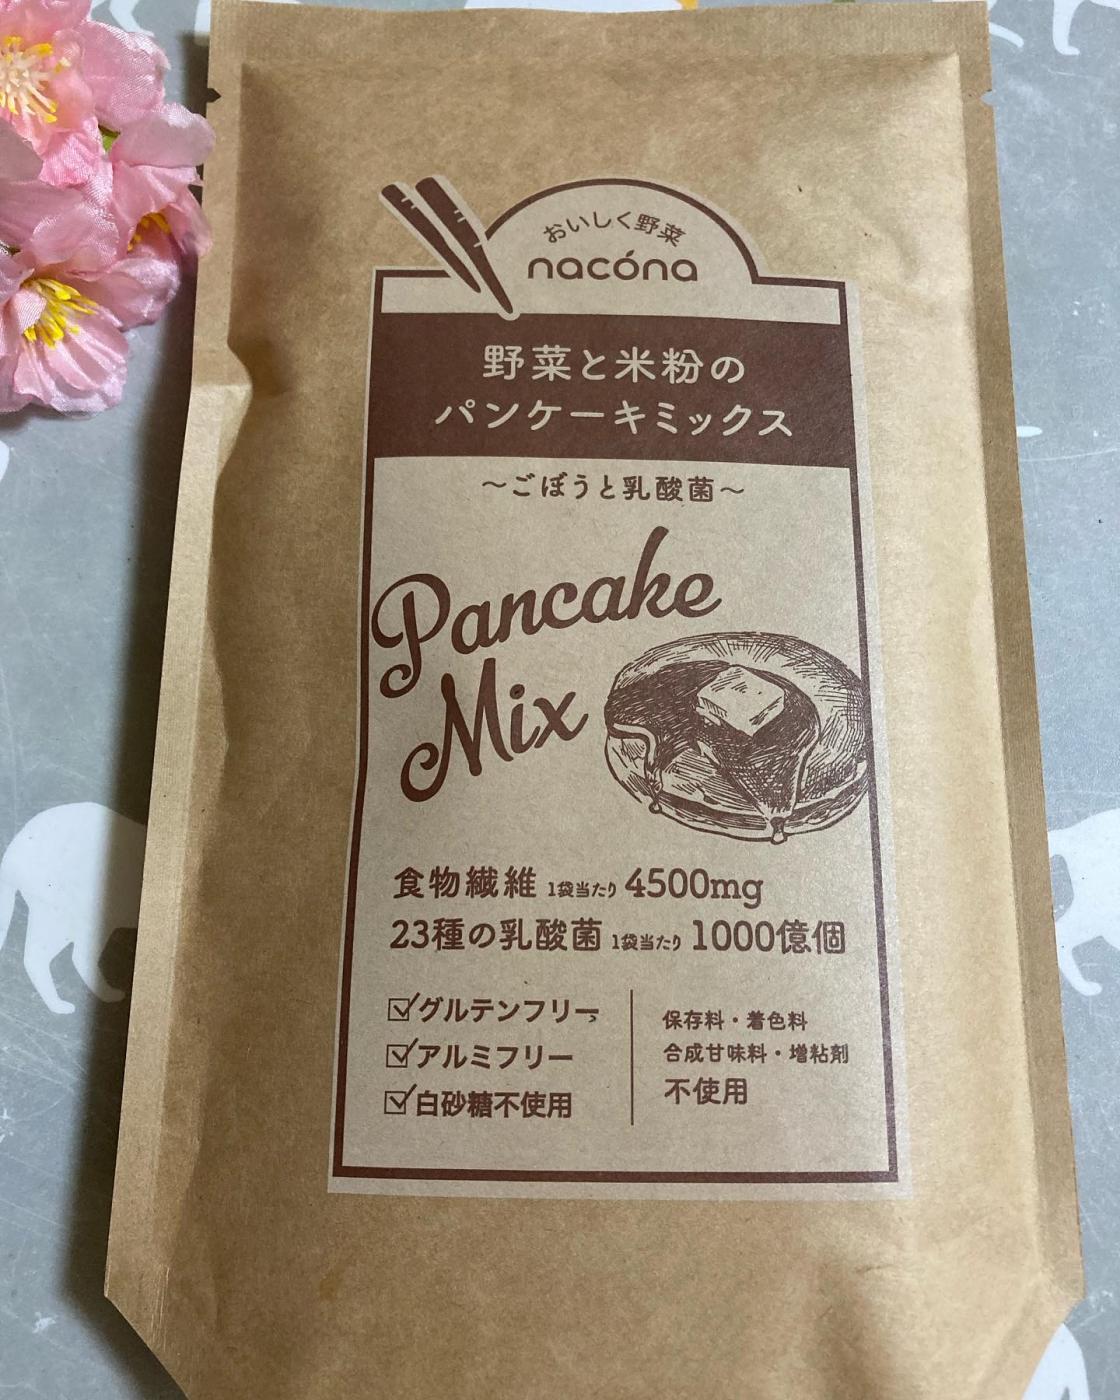 おいしく野菜
nacóna
野菜と米粉の
パンケーキミックス
〜ごぼうと乳酸菌〜
Pancake
Mix
食物繊維 1袋当たり 4500mg
23種の乳酸菌 1袋当たり 1000億個
グルテンフリー
アルミフリー
白砂糖不使用
保存料・着色料
合成甘味料・増粘剤
不使用